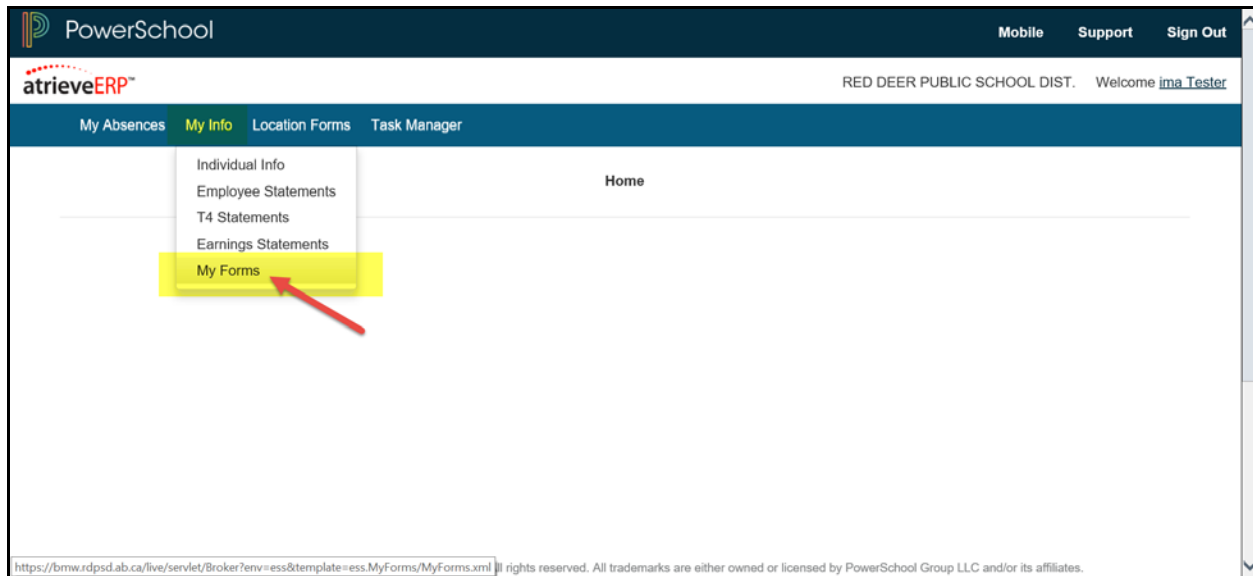 PowerSchool
Mobile Support Sign Out
atrieveERP™
RED DEER PUBLIC SCHOOL DIST. Welcome ima Tester
My Absences My Info Location Forms Task Manager
Individual Info
Home
Employee Statements
T4 Statements
Earnings Statements
My Forms
https://bmw.rdpsd.ab.ca/live/servlet/Broker?env=ess&template=ess.MyForms/MyForms.xml ll rights reserved. All trademarks are either owned or licensed by PowerSchool Group LLC and/or its affiliates.